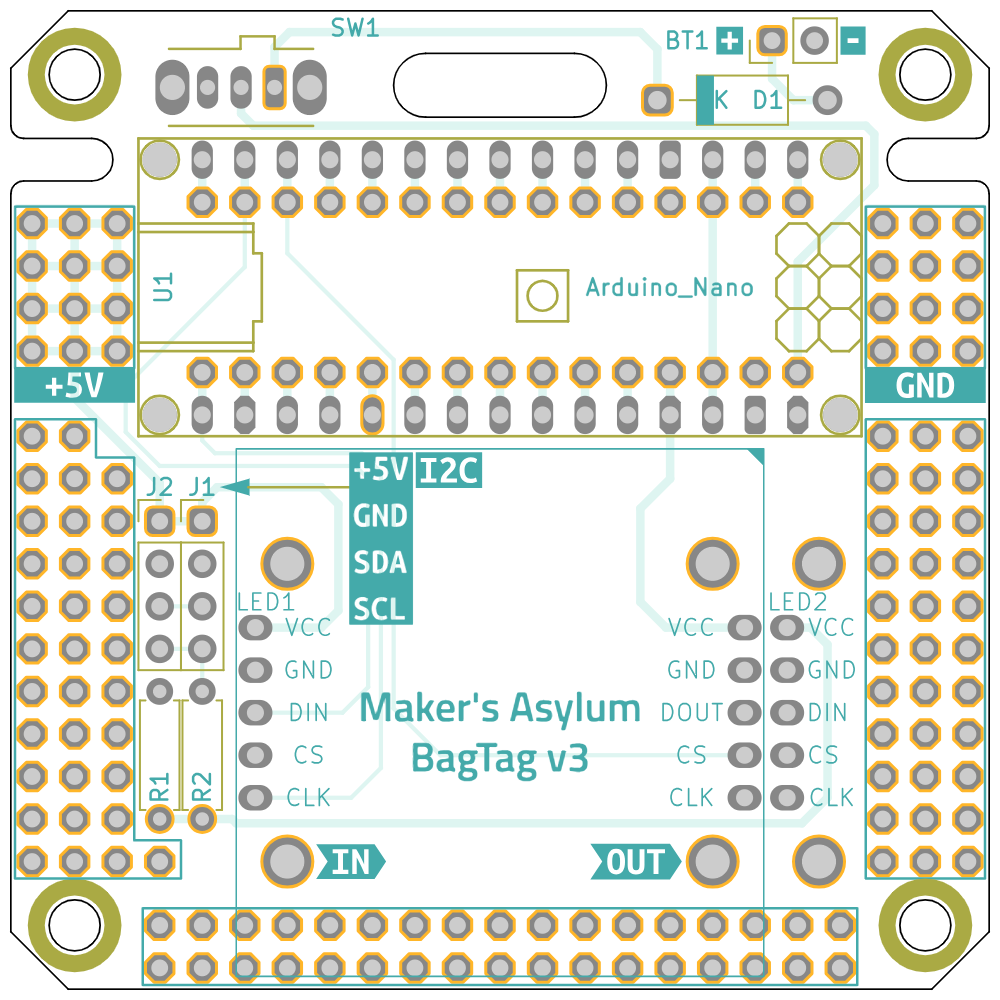 SW1
BT1 + -
K D1
U1
Arduino_Nano
+5V
GND
+5V I2C
GND
SDA
SCL
J2 J1
LED1
LED2
VCC
GND
DIN
CS
CLK
VCC
GND
DOUT
CS
CLK
VCC
GND
DIN
CS
CLK
Maker's Asylum
BagTag v3
R1
R2
IN
OUT